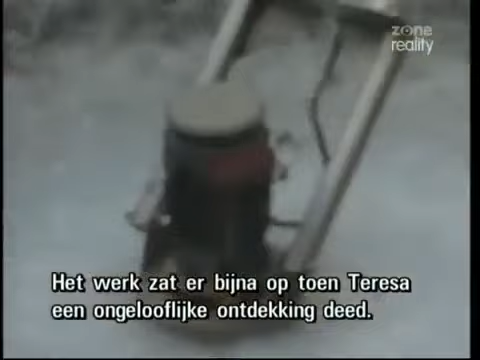 zone
reality
Het werk zat er bijna op toen Teresa
een ongelooflijke ontdekking deed.